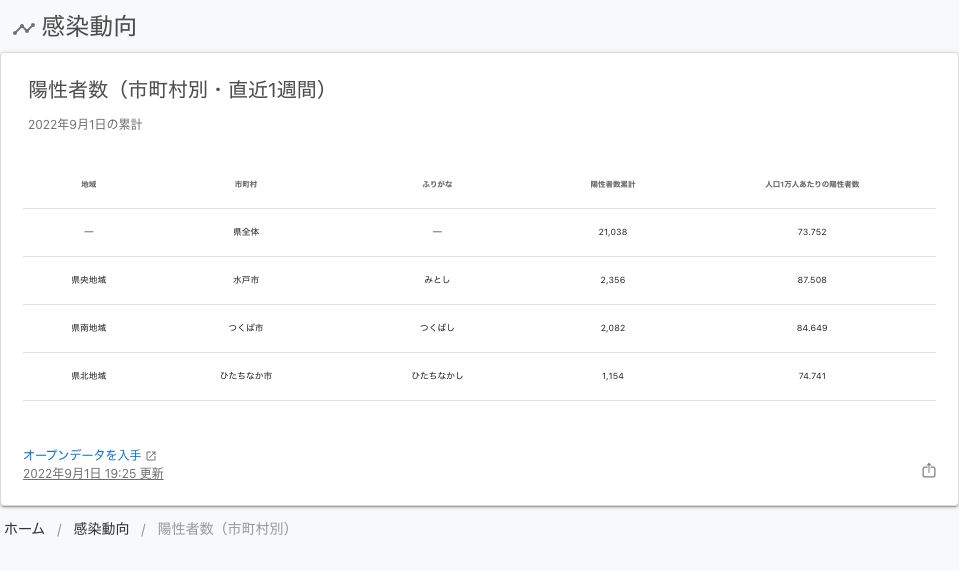 感染動向
陽性者数（市町村別・直近1週間）
2022年9月1日の累計
地域 市町村 ふりがな 陽性者数累計 人口1万人あたりの陽性者数
― 県全体 ― 21,038 73.752
県央地域 水戸市 みとし 2,356 87.508
県南地域 つくば市 つくばし 2,082 84.649
県北地域 ひたちなか市 ひたちなかし 1,154 74.741
オープンデータを入手
2022年9月1日 19:25 更新
ホーム / 感染動向 / 陽性者数（市町村別）